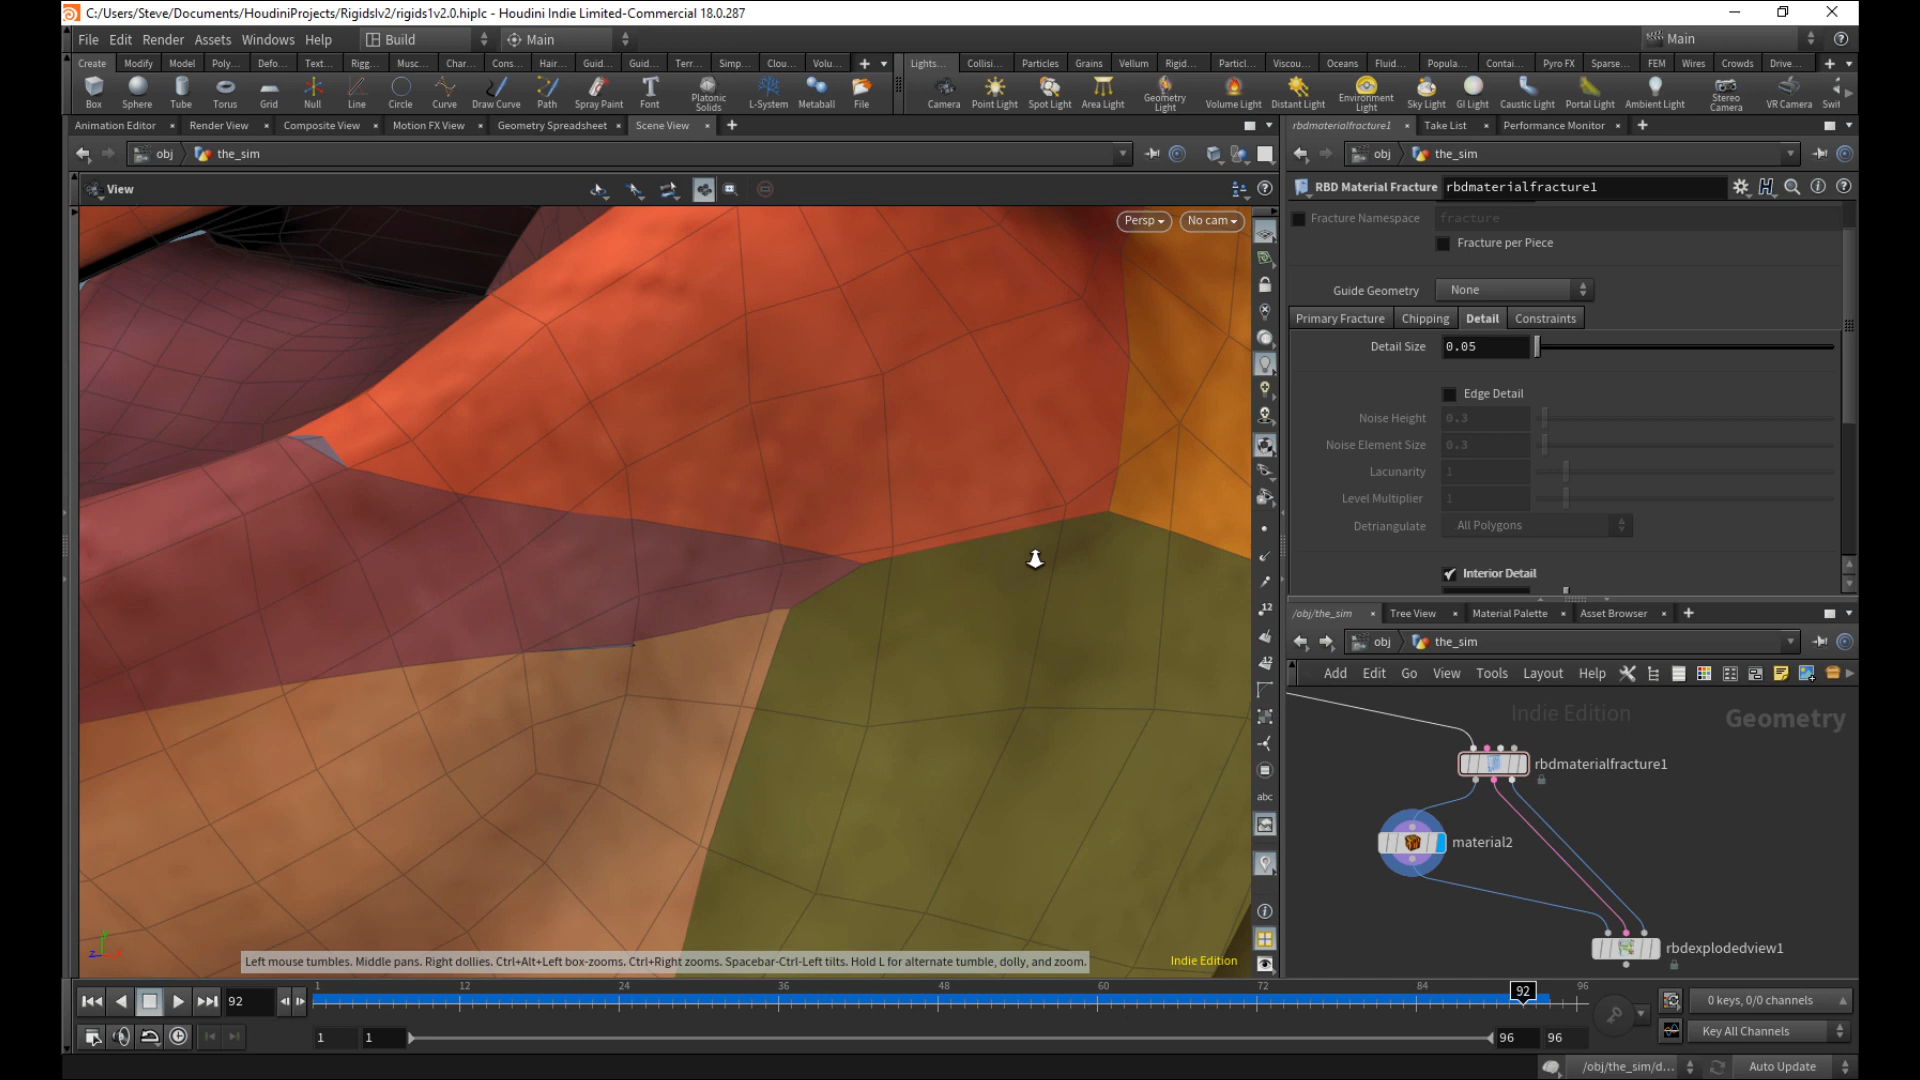 C:/Users/Steve/Documents/HoudiniProjects/Rigidslv2/rigids1v2.0.hiplc - Houdini Indie Limited-Commercial 18.0.287
File Edit Render Assets Windows Help Build Main Main
Create Modify Model Poly... Defo... Text... Rigg... Musc... Char... Cons... Hair... Guid... Guid... Terr... Simp... Clou... Volu... Lights... Collisi... Particles Grains Vellum Rigid... Particl... Viscou... Oceans Fluid... Popula... Contai... Pyro FX Sparse... FEM Wires Crowds Drive...
Box Sphere Tube Torus Grid Null Line Circle Curve Draw Curve Path Spray Paint Font Platonic Solids L-System Metaball File Camera Point Light Spot Light Area Light Geometry Light Volume Light Distant Light Environment Light Sky Light GI Light Caustic Light Portal Light Ambient Light Stereo Camera VR Camera Swit
Animation Editor Render View Composite View Motion FX View Geometry Spreadsheet Scene View rbdmaterialfracture1 Take List Performance Monitor
obj the_sim obj the_sim
View
RBD Material Fracture rbdmaterialfracture1
Persp No cam
Fracture Namespace fracture
Fracture per Piece
Guide Geometry None
Primary Fracture Chipping Detail Constraints
Detail Size 0.05
Edge Detail
Noise Height 0.3
Noise Element Size 0.3
Lacunarity 1
Level Multiplier 1
Detriangulate All Polygons
Interior Detail
12
12
abc
/obj/the_sim Tree View Material Palette Asset Browser
obj the_sim
Add Edit Go View Tools Layout Help
Indie Edition Geometry
rbdmaterialfracture1
material2
rbdexplodedview1
Left mouse tumbles. Middle pans. Right dollies. Ctrl+Alt+Left box-zooms. Ctrl+Right zooms. Spacebar-Ctrl-Left tilts. Hold L for alternate tumble, dolly, and zoom.
Indie Edition
92 1 12 24 36 48 60 72 84 92 96
0 keys, 0/0 channels
1 1 96 96 Key All Channels
/obj/the_sim/d... Auto Update